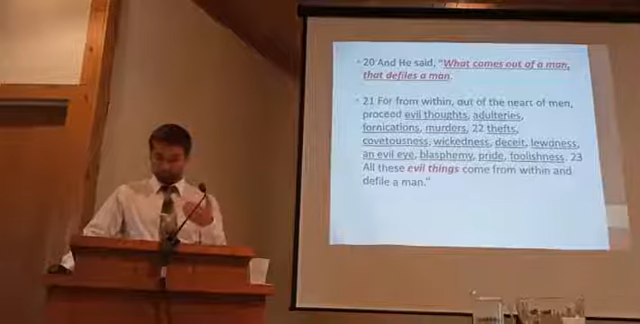 • 20 And He said, "What comes out of a man,
that defiles a man.
• 21 For from within, out of the heart of men,
proceed evil thoughts, adulteries,
fornications, murders, 22 thefts,
covetousness, wickedness, deceit, lewdness,
an evil eye, blasphemy, pride, foolishness. 23
All these evil things come from within and
defile a man."